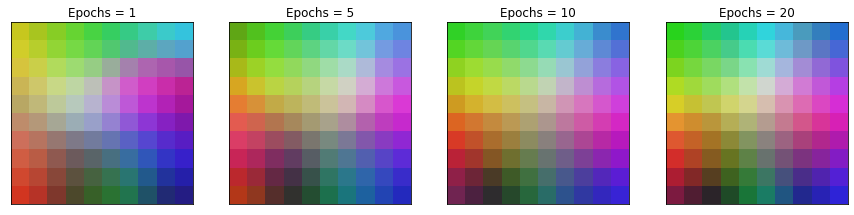 Epochs = 1
Epochs = 5
Epochs = 10
Epochs = 20